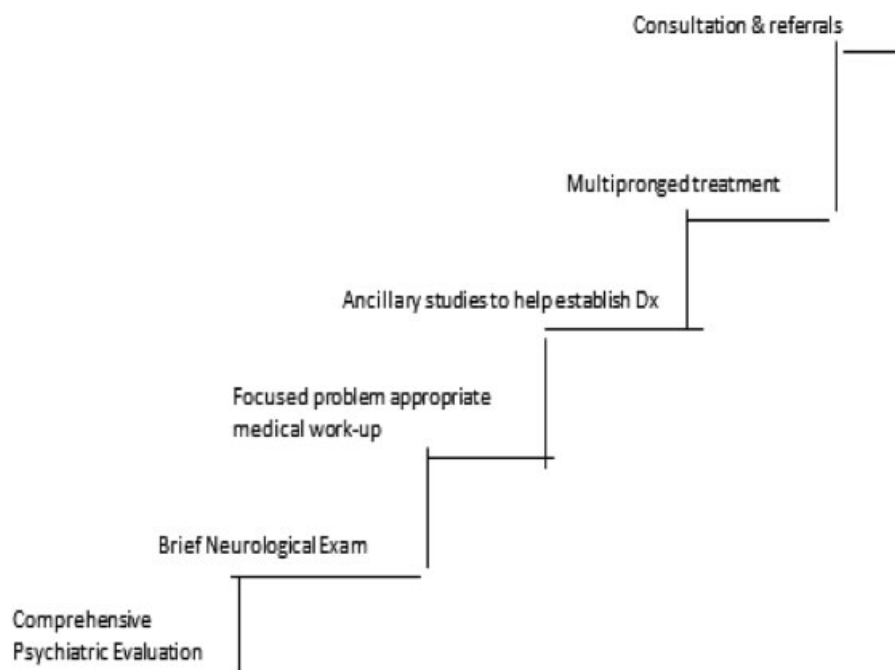 Consultation & referrals
Multipronged treatment
Ancillary studies to help establish Dx
Focused problem appropriate
medical work-up
Brief Neurological Exam
Comprehensive
Psychiatric Evaluation